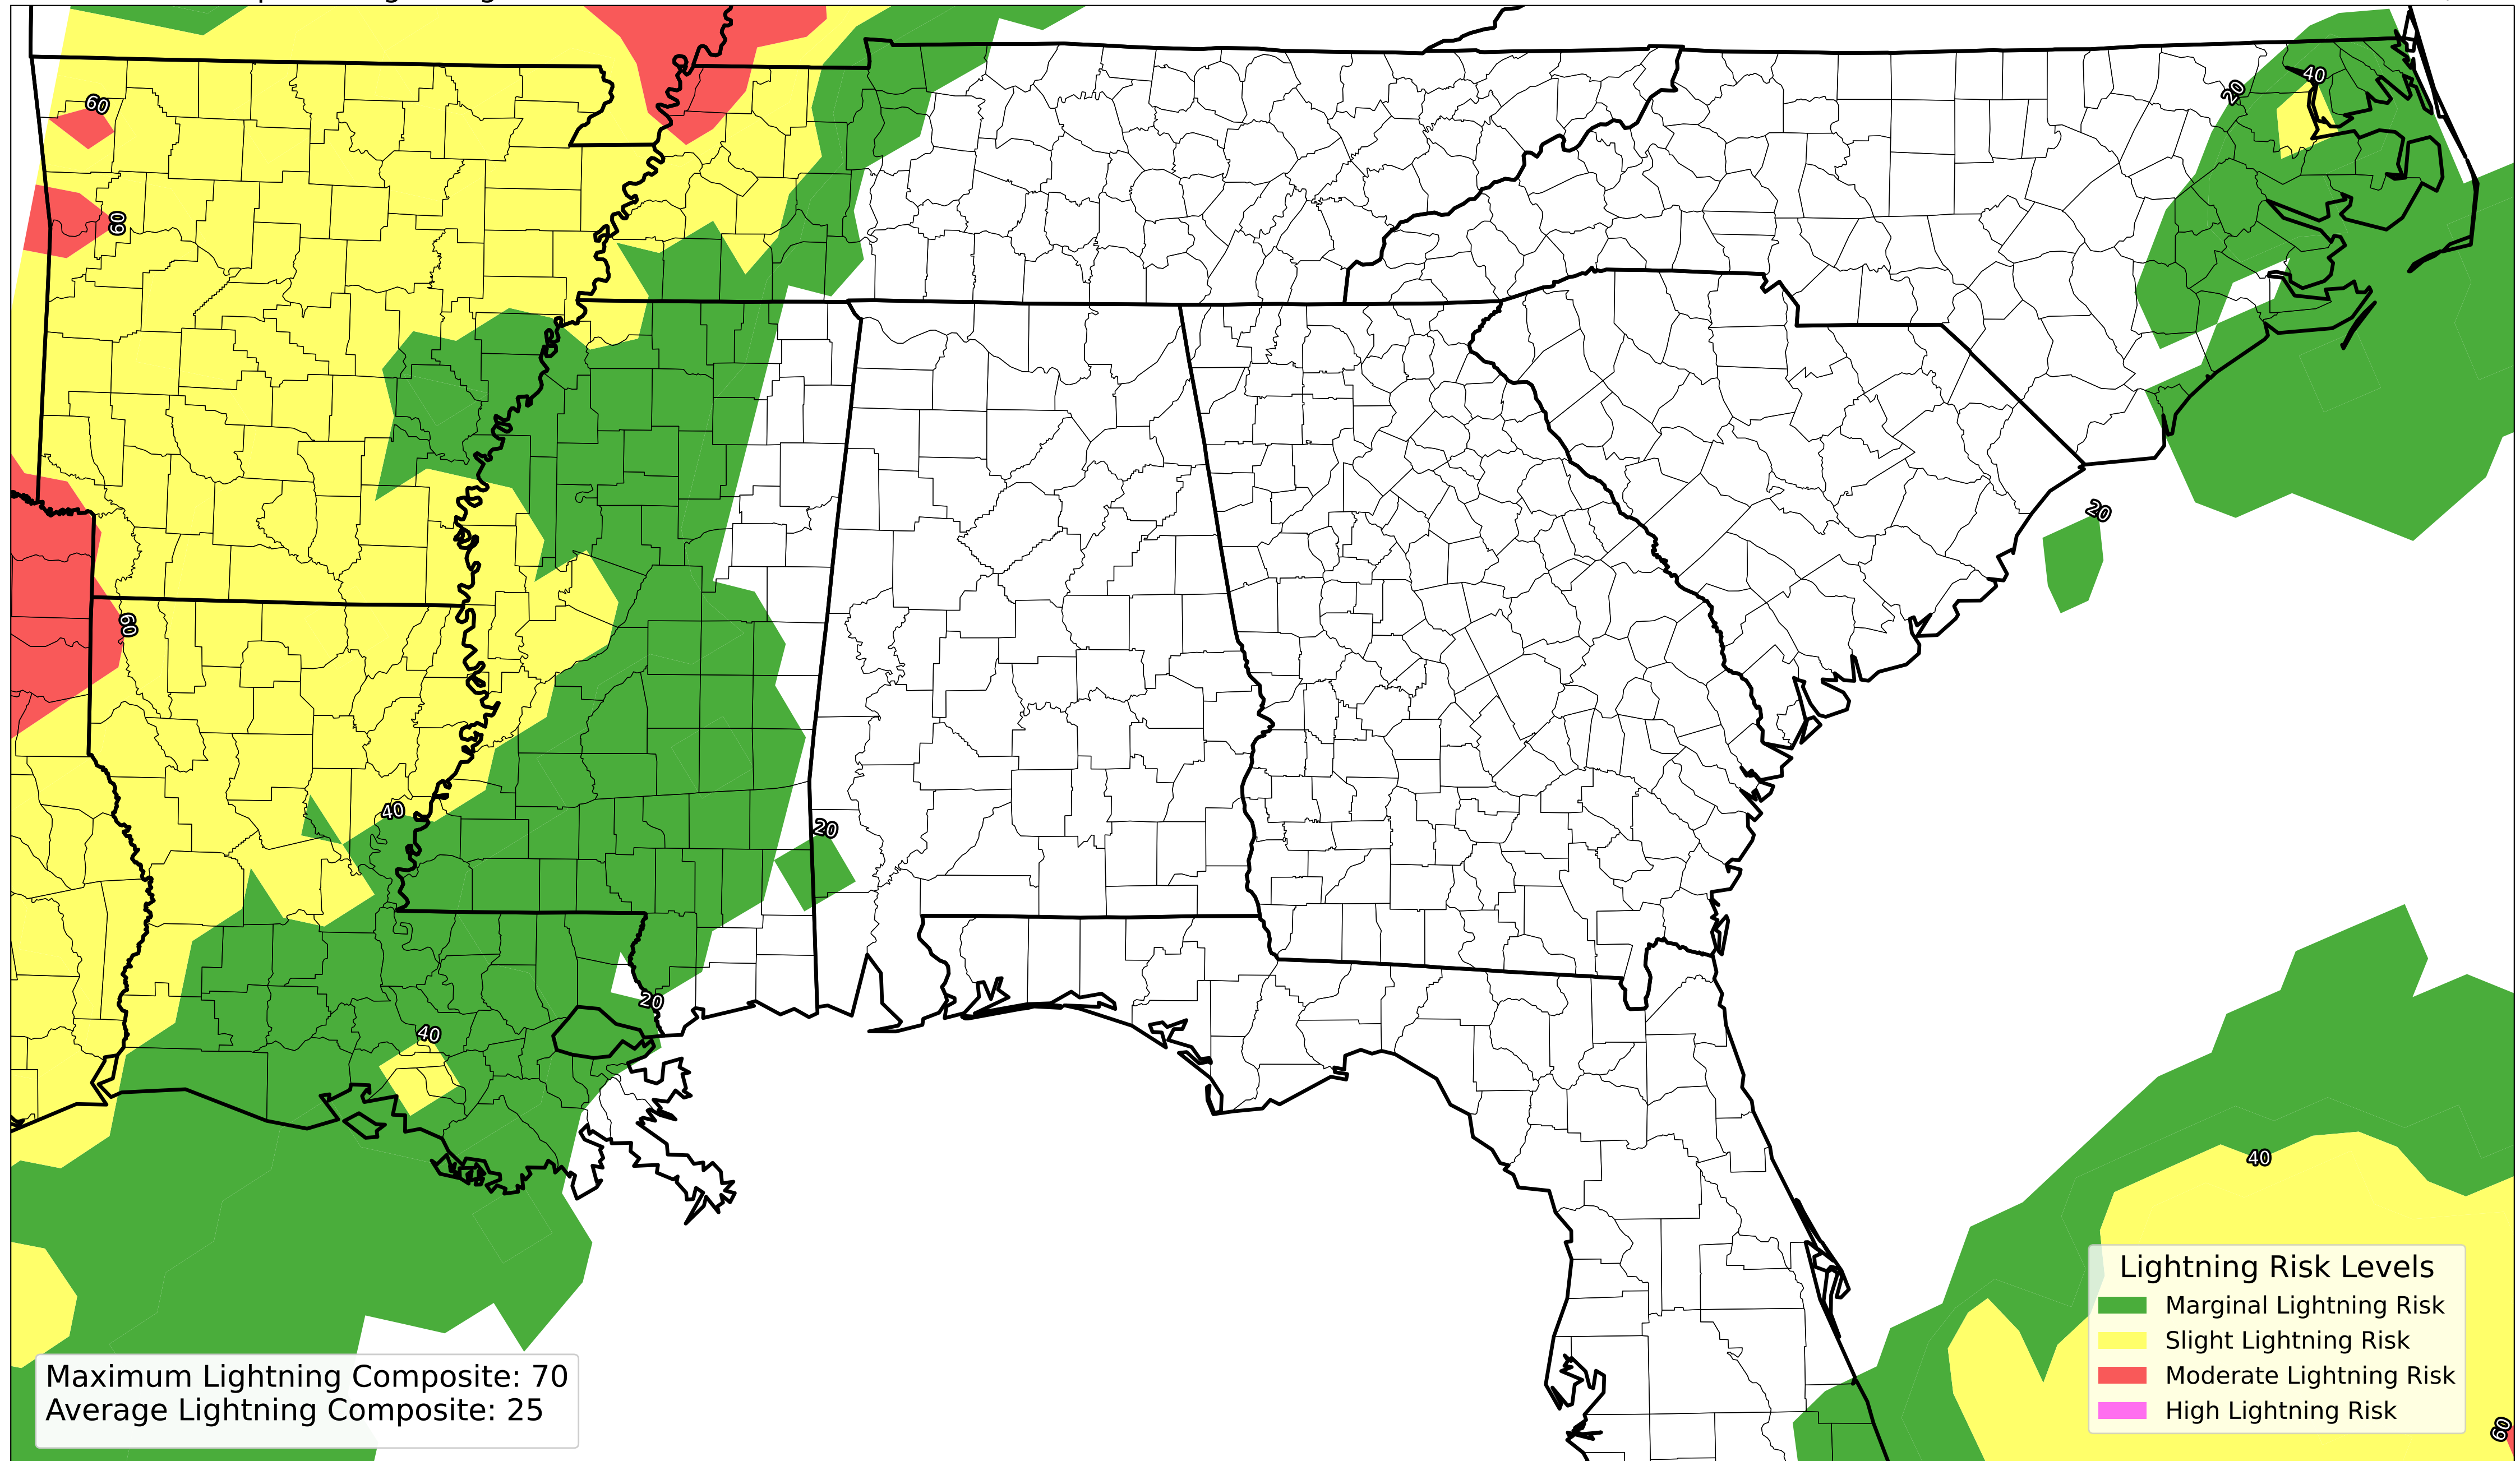 60
40
20
60
20
60
40
20
20
40
40
Lightning Risk Levels
Marginal Lightning Risk
Slight Lightning Risk
Moderate Lightning Risk
High Lightning Risk
60
Maximum Lightning Composite: 70
Average Lightning Composite: 25